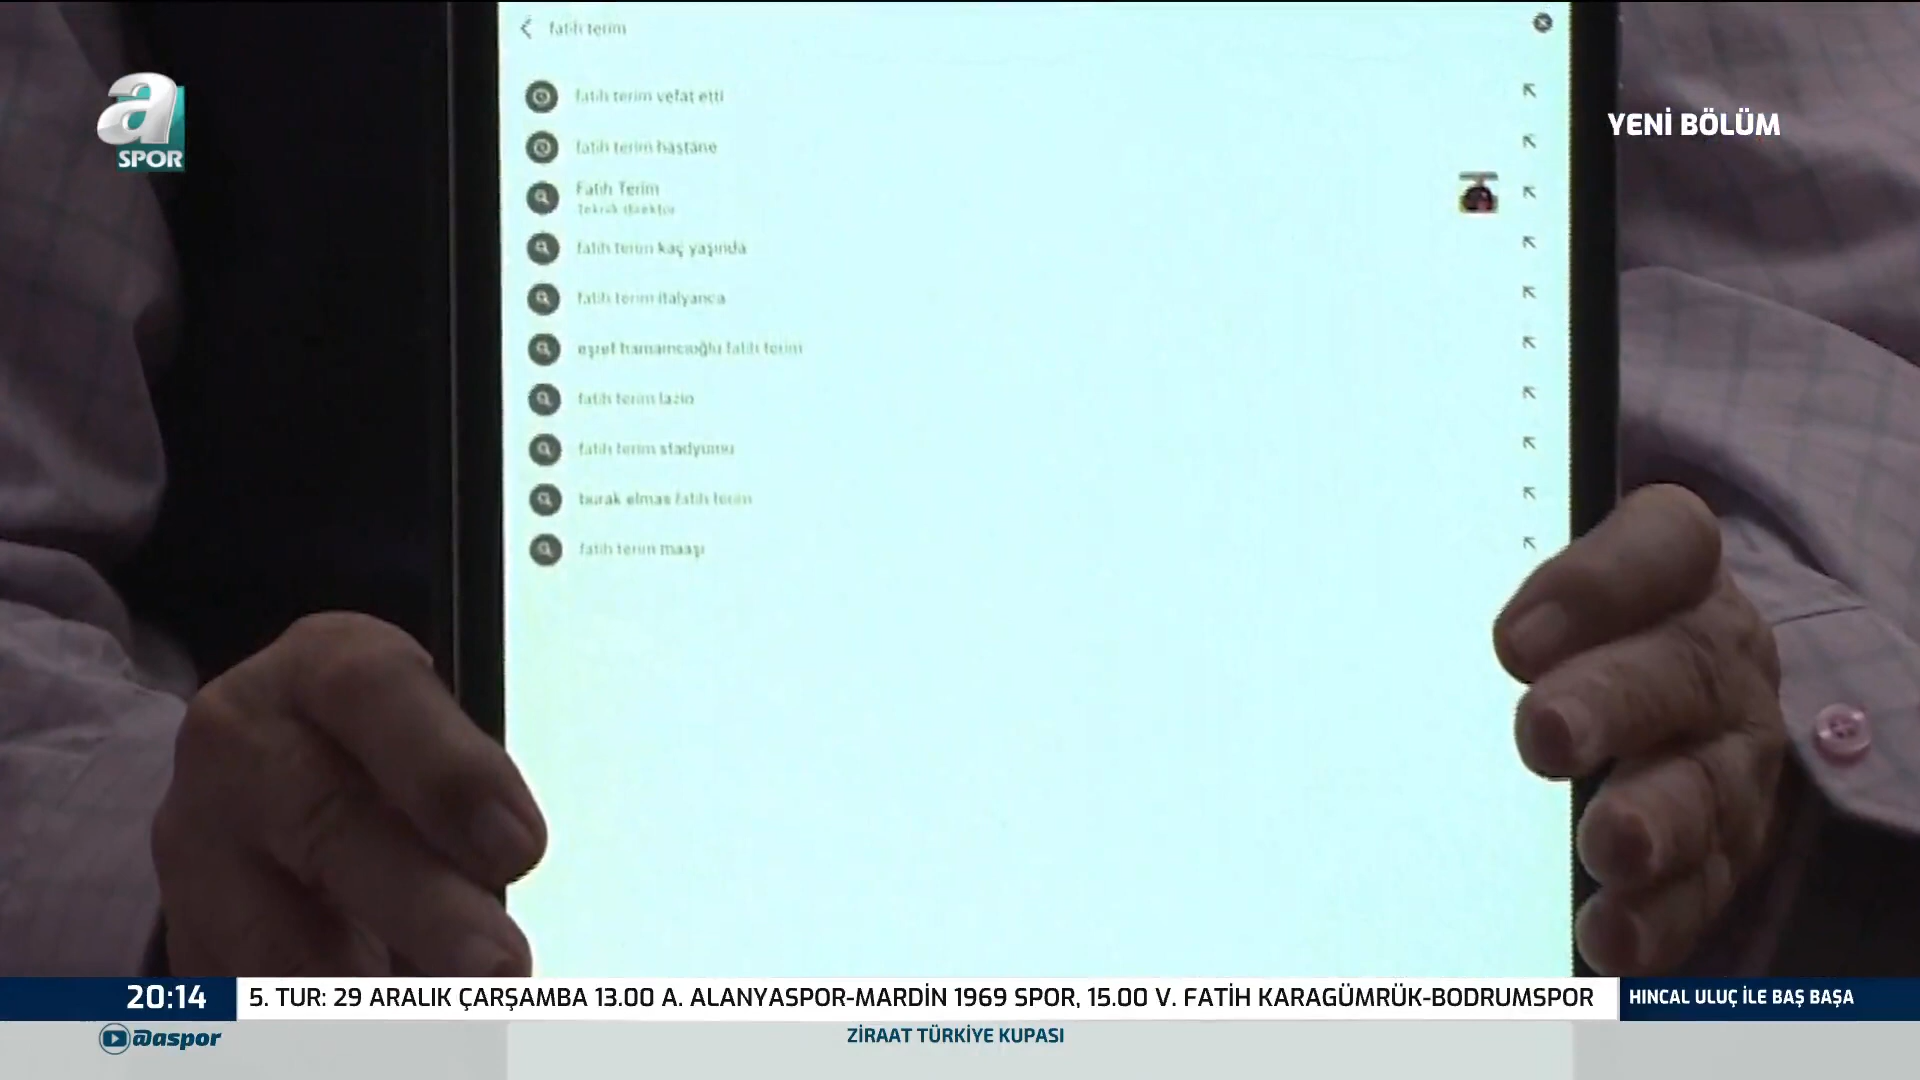 fatih terim
fatih terim vefat etti
fatih terim hastane
Fatih Terim
Teknik direktör
fatih terim kaç yaşında
fatih terim italyanca
eşref hamamcıoğlu fatih terim
fatih terim lazio
fatih terim stadyumu
burak elmas fatih terim
fatih terim maaşı
a
SPOR
YENİ BÖLÜM
20:14
5. TUR: 29 ARALIK ÇARŞAMBA 13.00 A. ALANYASPOR-MARDİN 1969 SPOR, 15.00 V. FATİH KARAGÜMRÜK-BODRUMSPOR
HINCAL ULUÇ İLE BAŞ BAŞA
@aspor
ZİRAAT TÜRKİYE KUPASI